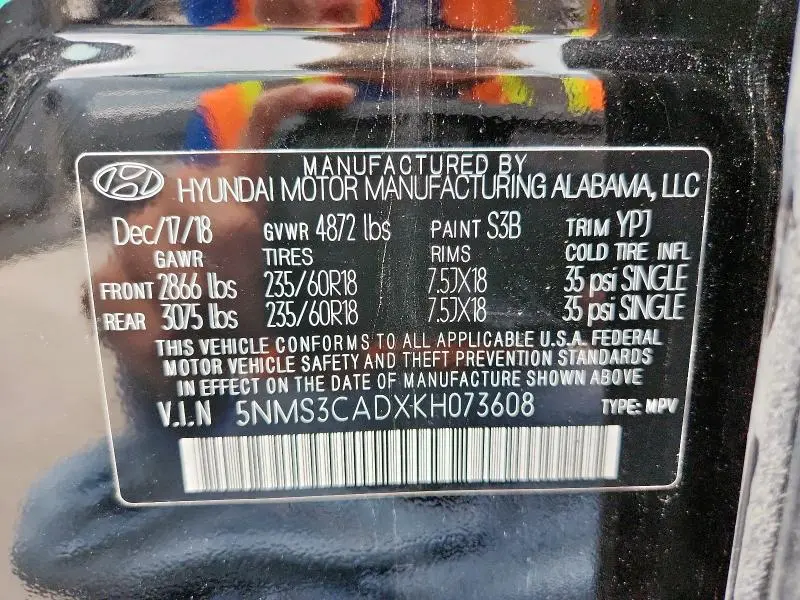 MANUFACTURED BY
HYUNDAI MOTOR MANUFACTURING ALABAMA, LLC
Dec/17/18 GVWR 4872 lbs PAINT S3B TRIM YPJ
GAWR TIRES RIMS COLD TIRE INFL
FRONT 2866 lbs 235/60R18 7.5JX18 35 psi SINGLE
REAR 3075 lbs 235/60R18 7.5JX18 35 psi SINGLE
THIS VEHICLE CONFORMS TO ALL APPLICABLE U.S.A. FEDERAL
MOTOR VEHICLE SAFETY AND THEFT PREVENTION STANDARDS
IN EFFECT ON THE DATE OF MANUFACTURE SHOWN ABOVE
V.I.N 5NMS3CADXKH073608 TYPE: MPV